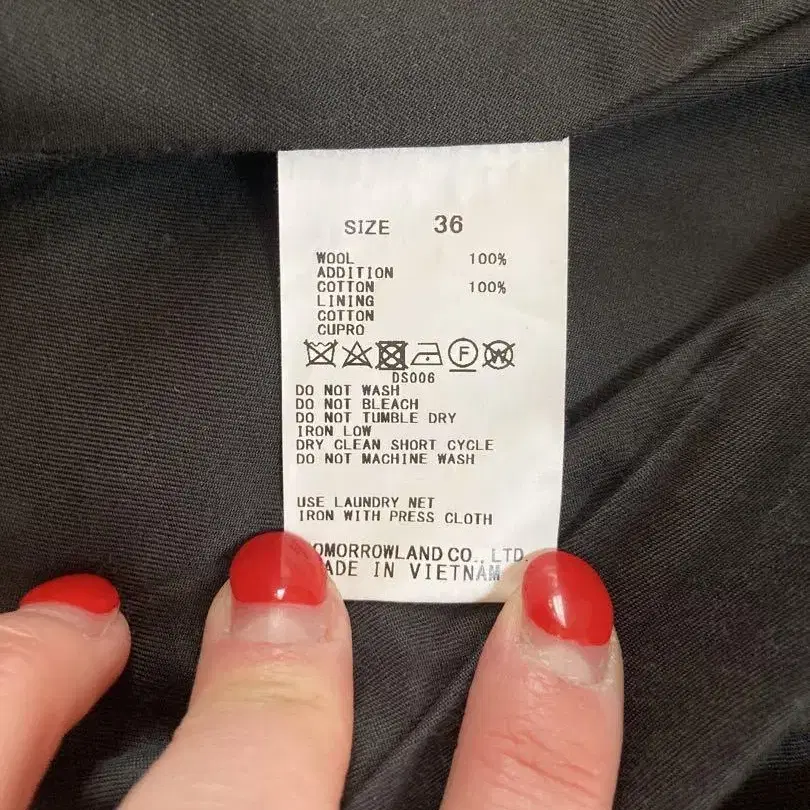 SIZE 36
WOOL 100%
ADDITION
COTTON 100%
LINING
COTTON
CUPRO
F W
DS006
DO NOT WASH
DO NOT BLEACH
DO NOT TUMBLE DRY
IRON LOW
DRY CLEAN SHORT CYCLE
DO NOT MACHINE WASH
USE LAUNDRY NET
IRON WITH PRESS CLOTH
OMORROWLAND CO., LTD.
ADE IN VIETNAM